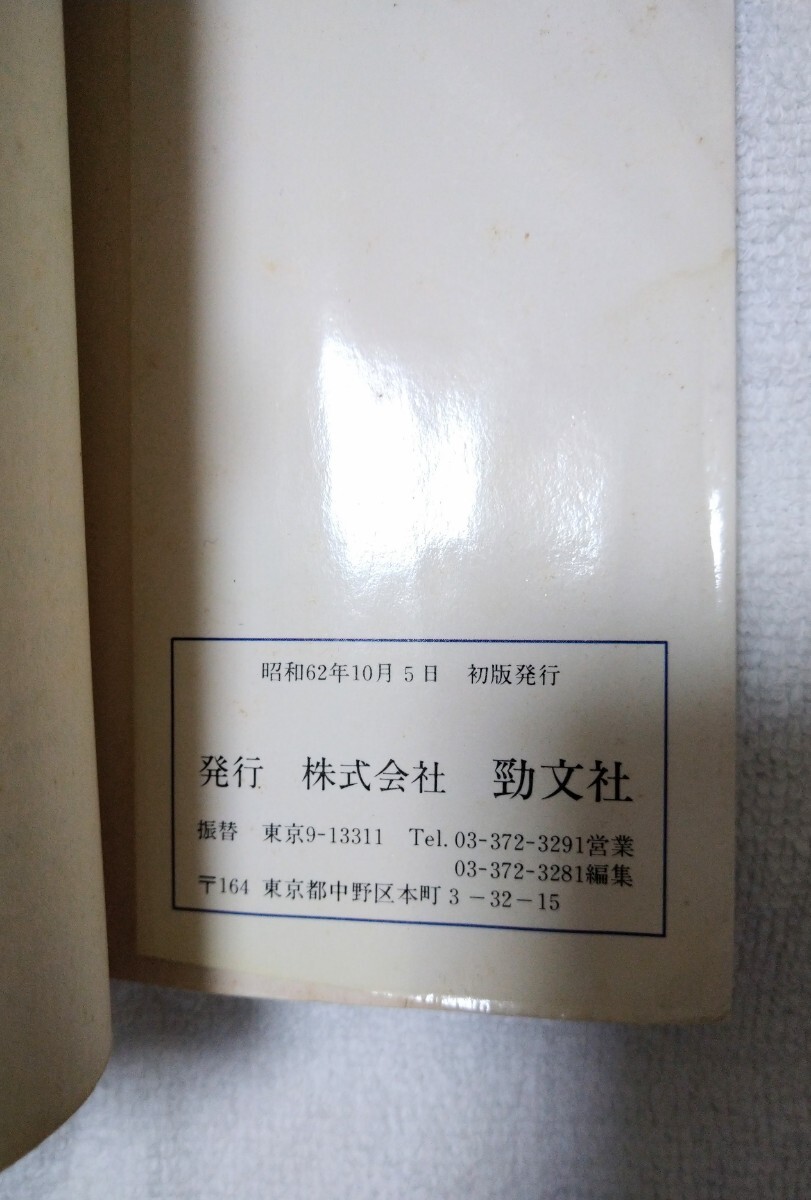 昭和62年10月5日　初版発行
発行　株式会社　勁文社
振替　東京9-13311　Tel. 03-372-3291営業
03-372-3281編集
〒164 東京都中野区本町3-32-15